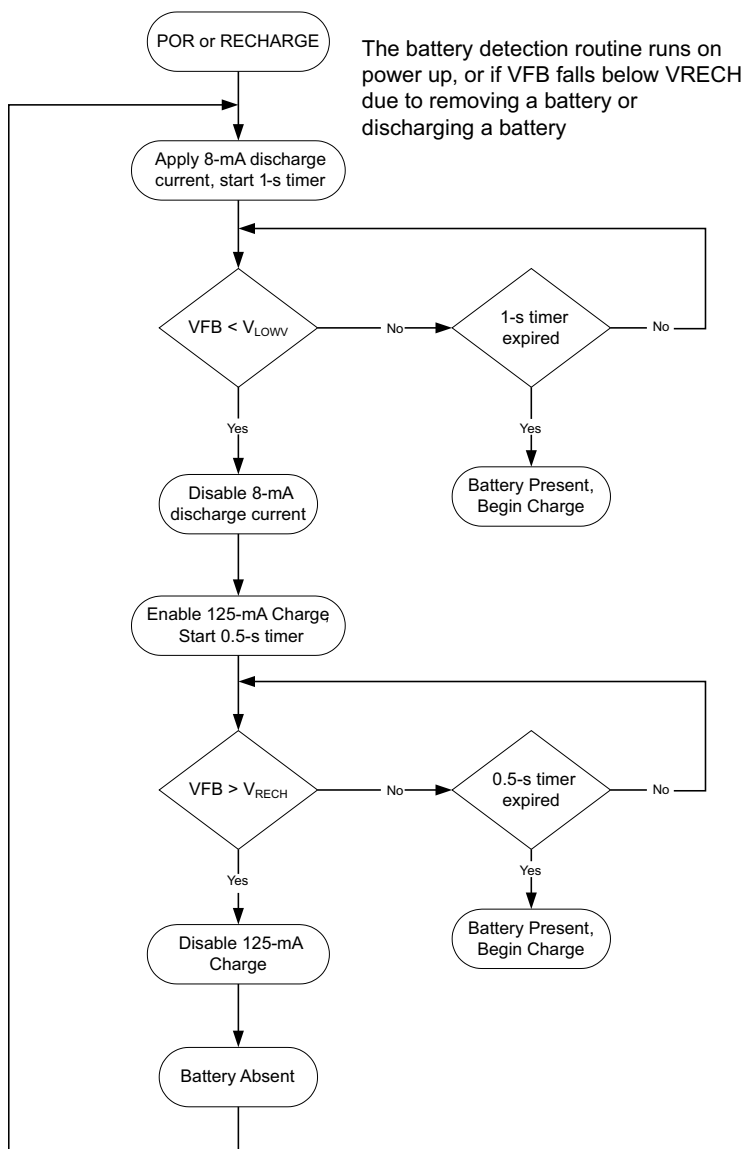 POR or RECHARGE
The battery detection routine runs on
power up, or if VFB falls below VRECH
due to removing a battery or
discharging a battery
Apply 8-mA discharge
current, start 1-s timer
VFB < VLOWV
No
1-s timer
expired
No
Yes
Yes
Disable 8-mA
discharge current
Battery Present,
Begin Charge
Enable 125-mA Charge,
Start 0.5-s timer
VFB > VRECH
No
0.5-s timer
expired
No
Yes
Yes
Disable 125-mA
Charge
Battery Present,
Begin Charge
Battery Absent